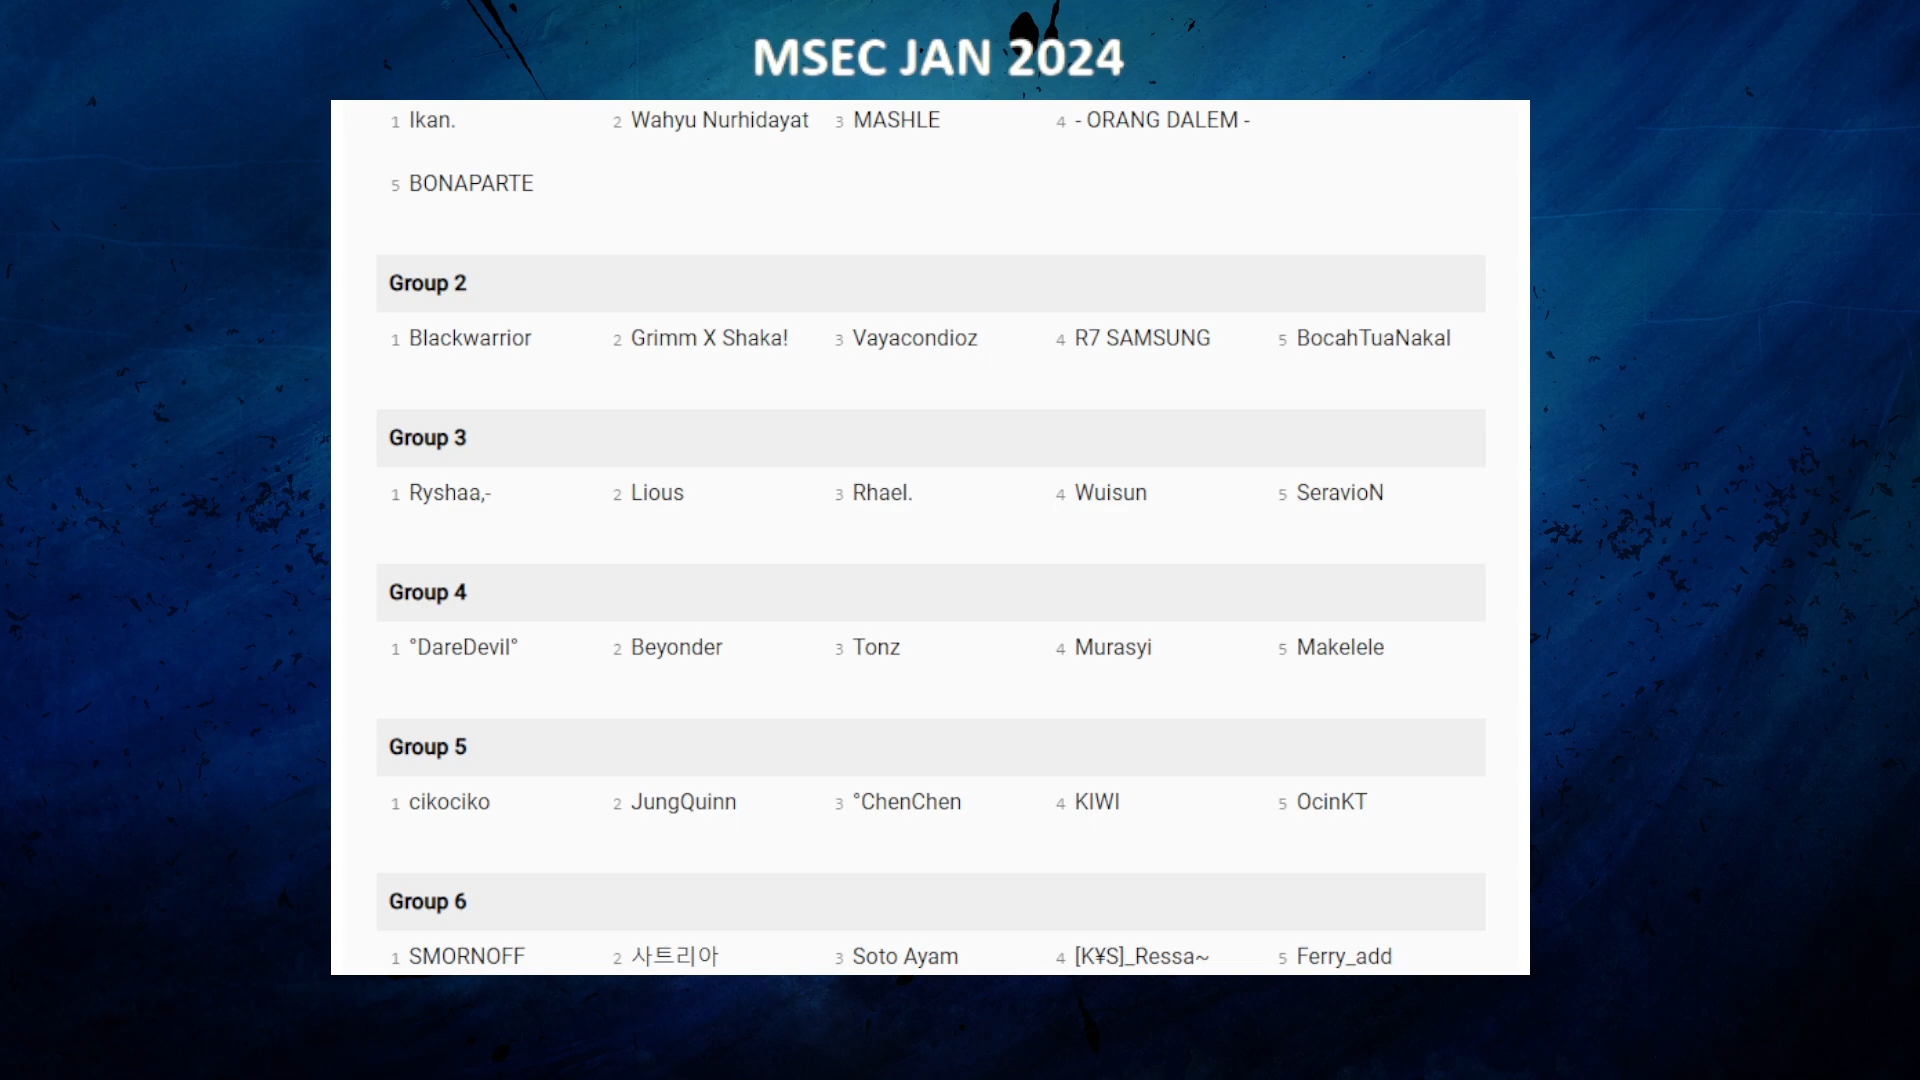 MSEC JAN 2024
1 Ikan. 2 Wahyu Nurhidayat 3 MASHLE 4 - ORANG DALEM -
5 BONAPARTE
Group 2
1 Blackwarrior 2 Grimm X Shaka! 3 Vayacondioz 4 R7 SAMSUNG 5 BocahTuaNakal
Group 3
1 Ryshaa,- 2 Lious 3 Rhael. 4 Wuisun 5 SeravioN
Group 4
1 °DareDevil° 2 Beyonder 3 Tonz 4 Murasyi 5 Makelele
Group 5
1 cikociko 2 JungQuinn 3 °ChenChen 4 KIWI 5 OcinKT
Group 6
1 SMORNOFF 2 사트리아 3 Soto Ayam 4 [K¥S]_Ressa~ 5 Ferry_add